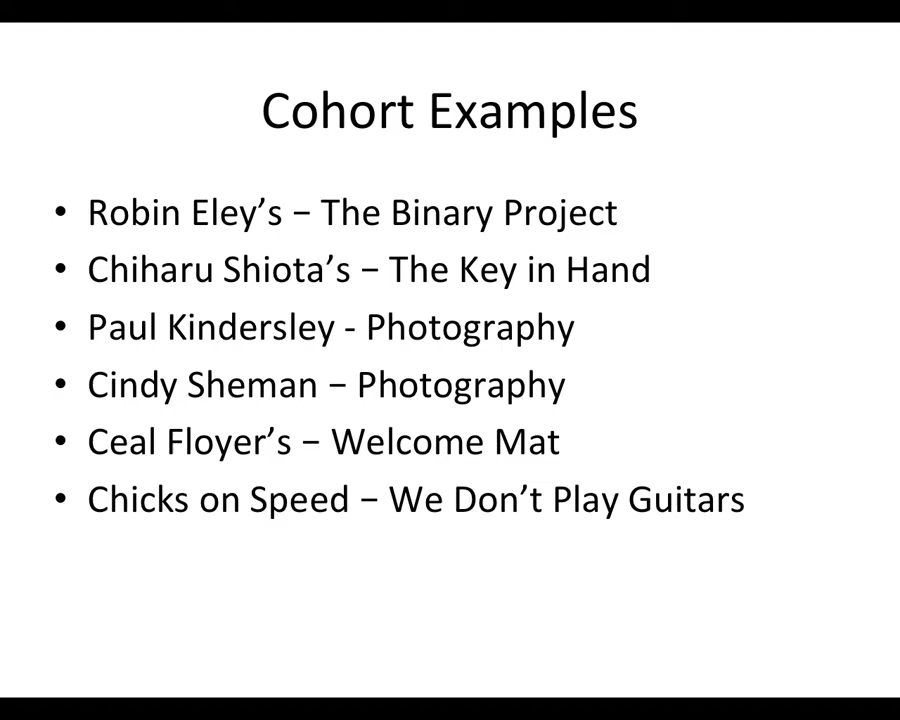 Cohort Examples
• Robin Eley’s – The Binary Project
• Chiharu Shiota’s – The Key in Hand
• Paul Kindersley - Photography
• Cindy Sheman – Photography
• Ceal Floyer’s – Welcome Mat
• Chicks on Speed – We Don’t Play Guitars